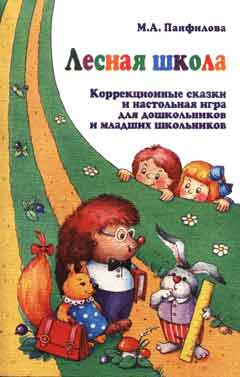 М.А. Панфилова
Лесная школа
Коррекционные сказки
и настольная игра
для дошкольников
и младших школьников